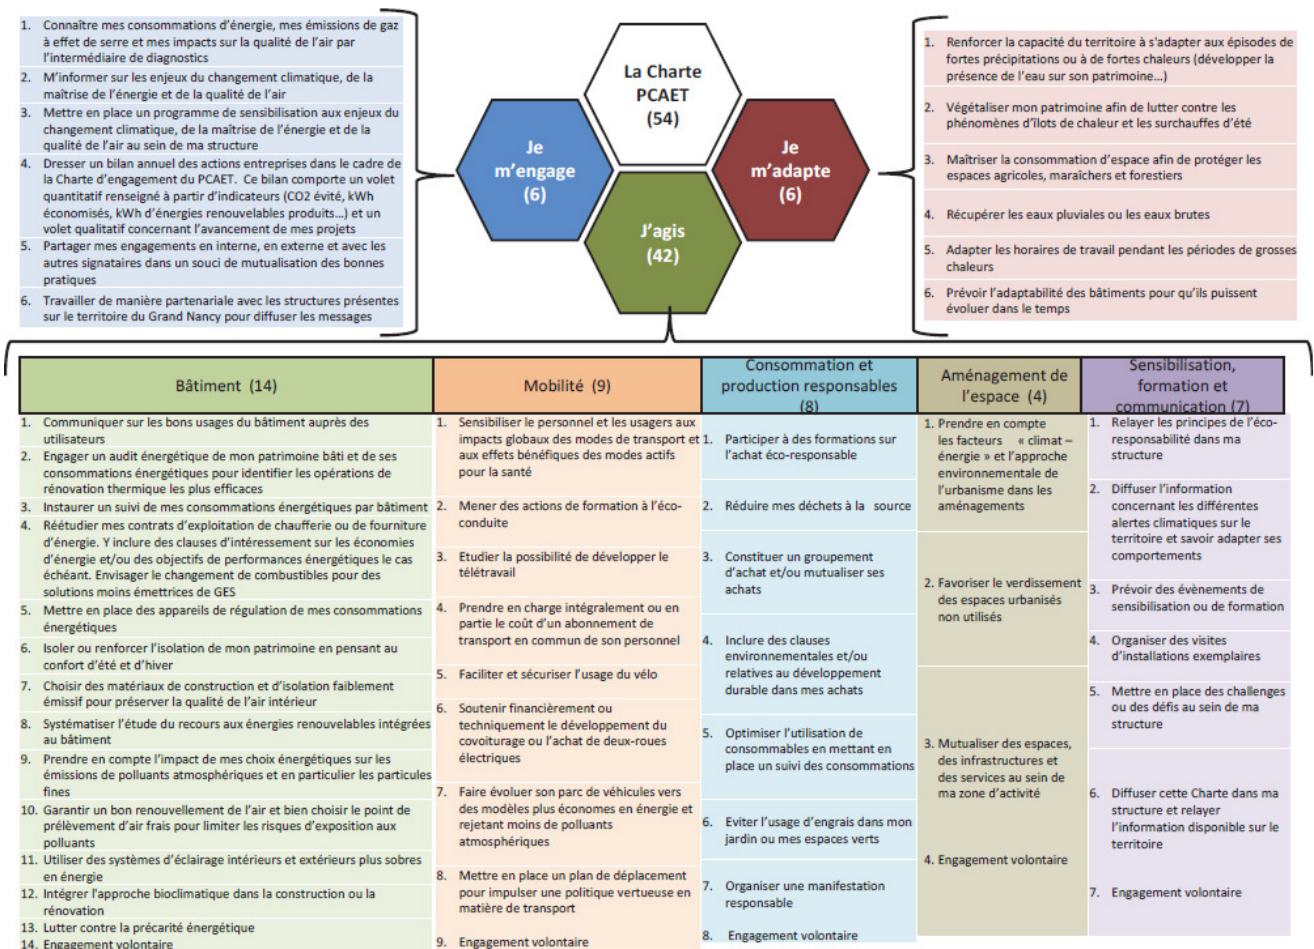 1. Connaître mes consommations d'énergie, mes émissions de gaz
à effet de serre et mes impacts sur la qualité de l'air par
l'intermédiaire de diagnostics
2. M'informer sur les enjeux du changement climatique, de la
maîtrise de l'énergie et de la qualité de l'air
3. Mettre en place un programme de sensibilisation aux enjeux du
changement climatique, de la maîtrise de l'énergie et de la
qualité de l'air au sein de ma structure
4. Dresser un bilan annuel des actions entreprises dans le cadre de
la Charte d'engagement du PCAET. Ce bilan comporte un volet
quantitatif renseigné à partir d'indicateurs (CO2 évité, kWh
économisés, kWh d'énergies renouvelables produits…) et un
volet qualitatif concernant l'avancement de mes projets
5. Partager mes engagements en interne, en externe et avec les
autres signataires dans un souci de mutualisation des bonnes
pratiques
6. Travailler de manière partenariale avec les structures présentes
sur le territoire du Grand Nancy pour diffuser les messages
La Charte
PCAET
(54)
Je
m'engage
(6)
Je
m'adapte
(6)
J'agis
(42)
1. Renforcer la capacité du territoire à s'adapter aux épisodes de
fortes précipitations ou à de fortes chaleurs (développer la
présence de l'eau sur son patrimoine…)
2. Végétaliser mon patrimoine afin de lutter contre les
phénomènes d'îlots de chaleur et les surchauffes d'été
3. Maîtriser la consommation d'espace afin de protéger les
espaces agricoles, maraîchers et forestiers
4. Récupérer les eaux pluviales ou les eaux brutes
5. Adapter les horaires de travail pendant les périodes de grosses
chaleurs
6. Prévoir l'adaptabilité des bâtiments pour qu'ils puissent
évoluer dans le temps
Bâtiment (14)
1. Communiquer sur les bons usages du bâtiment auprès des
utilisateurs
2. Engager un audit énergétique de mon patrimoine bâti et de ses
consommations énergétiques pour identifier les opérations de
rénovation thermique les plus efficaces
3. Instaurer un suivi de mes consommations énergétiques par bâtiment
4. Réétudier mes contrats d'exploitation de chaufferie ou de fourniture
d'énergie. Y inclure des clauses d'intéressement sur les économies
d'énergie et/ou des objectifs de performances énergétiques le cas
échéant. Envisager le changement de combustibles pour des
solutions moins émettrices de GES
5. Mettre en place des appareils de régulation de mes consommations
énergétiques
6. Isoler ou renforcer l'isolation de mon patrimoine en pensant au
confort d'été et d'hiver
7. Choisir des matériaux de construction et d'isolation faiblement
émissif pour préserver la qualité de l'air intérieur
8. Systématiser l'étude du recours aux énergies renouvelables intégrées
au bâtiment
9. Prendre en compte l'impact de mes choix énergétiques sur les
émissions de polluants atmosphériques et en particulier les particules
fines
10. Garantir un bon renouvellement de l'air et bien choisir le point de
prélèvement d'air frais pour limiter les risques d'exposition aux
polluants
11. Utiliser des systèmes d'éclairage intérieurs et extérieurs plus sobres
en énergie
12. Intégrer l'approche bioclimatique dans la construction ou la
rénovation
13. Lutter contre la précarité énergétique
14. Engagement volontaire
Mobilité (9)
1. Sensibiliser le personnel et les usagers aux
impacts globaux des modes de transport et
aux effets bénéfiques des modes actifs
pour la santé
2. Mener des actions de formation à l'éco-
conduite
3. Etudier la possibilité de développer le
télétravail
4. Prendre en charge intégralement ou en
partie le coût d'un abonnement de
transport en commun de son personnel
5. Faciliter et sécuriser l'usage du vélo
6. Soutenir financièrement ou
techniquement le développement du
covoiturage ou l'achat de deux-roues
électriques
7. Faire évoluer son parc de véhicules vers
des modèles plus économes en énergie et
rejetant moins de polluants
atmosphériques
8. Mettre en place un plan de déplacement
pour impulser une politique vertueuse en
matière de transport
9. Engagement volontaire
Consommation et
production responsables
(8)
1. Participer à des formations sur
l'achat éco-responsable
2. Réduire mes déchets à la source
3. Constituer un groupement
d'achat et/ou mutualiser ses
achats
4. Inclure des clauses
environnementales et/ou
relatives au développement
durable dans mes achats
5. Optimiser l'utilisation de
consommables en mettant en
place un suivi des consommations
6. Eviter l'usage d'engrais dans mon
jardin ou mes espaces verts
7. Organiser une manifestation
responsable
8. Engagement volontaire
Aménagement de
l'espace (4)
1. Prendre en compte
les facteurs « climat –
énergie » et l'approche
environnementale de
l'urbanisme dans les
aménagements
2. Favoriser le verdissement
des espaces urbanisés
non utilisés
3. Mutualiser des espaces,
des infrastructures et
des services au sein de
ma zone d'activité
4. Engagement volontaire
Sensibilisation,
formation et
communication (7)
1. Relayer les principes de l'éco-
responsabilité dans ma
structure
2. Diffuser l'information
concernant les différentes
alertes climatiques sur le
territoire et savoir adapter ses
comportements
3. Prévoir des évènements de
sensibilisation ou de formation
4. Organiser des visites
d'installations exemplaires
5. Mettre en place des challenges
ou des défis au sein de ma
structure
6. Diffuser cette Charte dans ma
structure et relayer
l'information disponible sur le
territoire
7. Engagement volontaire